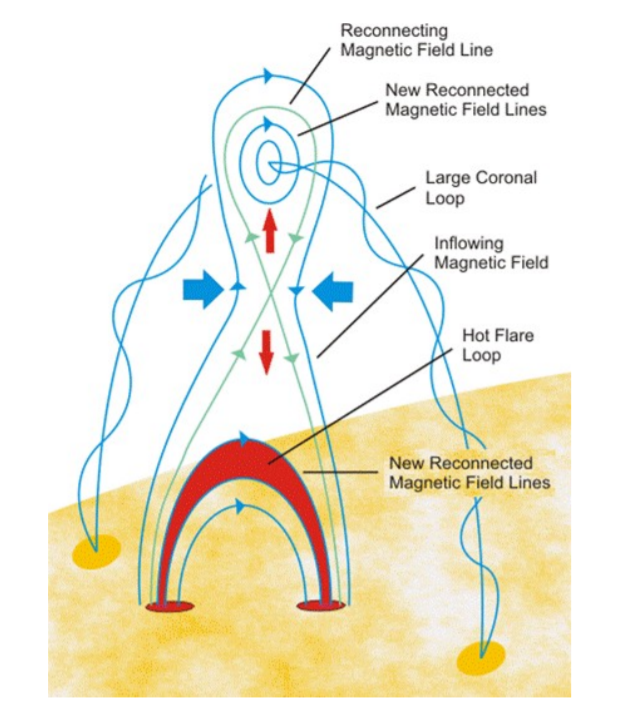 Reconnecting
Magnetic Field Line
New Reconnected
Magnetic Field Lines
Large Coronal
Loop
Inflowing
Magnetic Field
Hot Flare
Loop
New Reconnected
Magnetic Field Lines